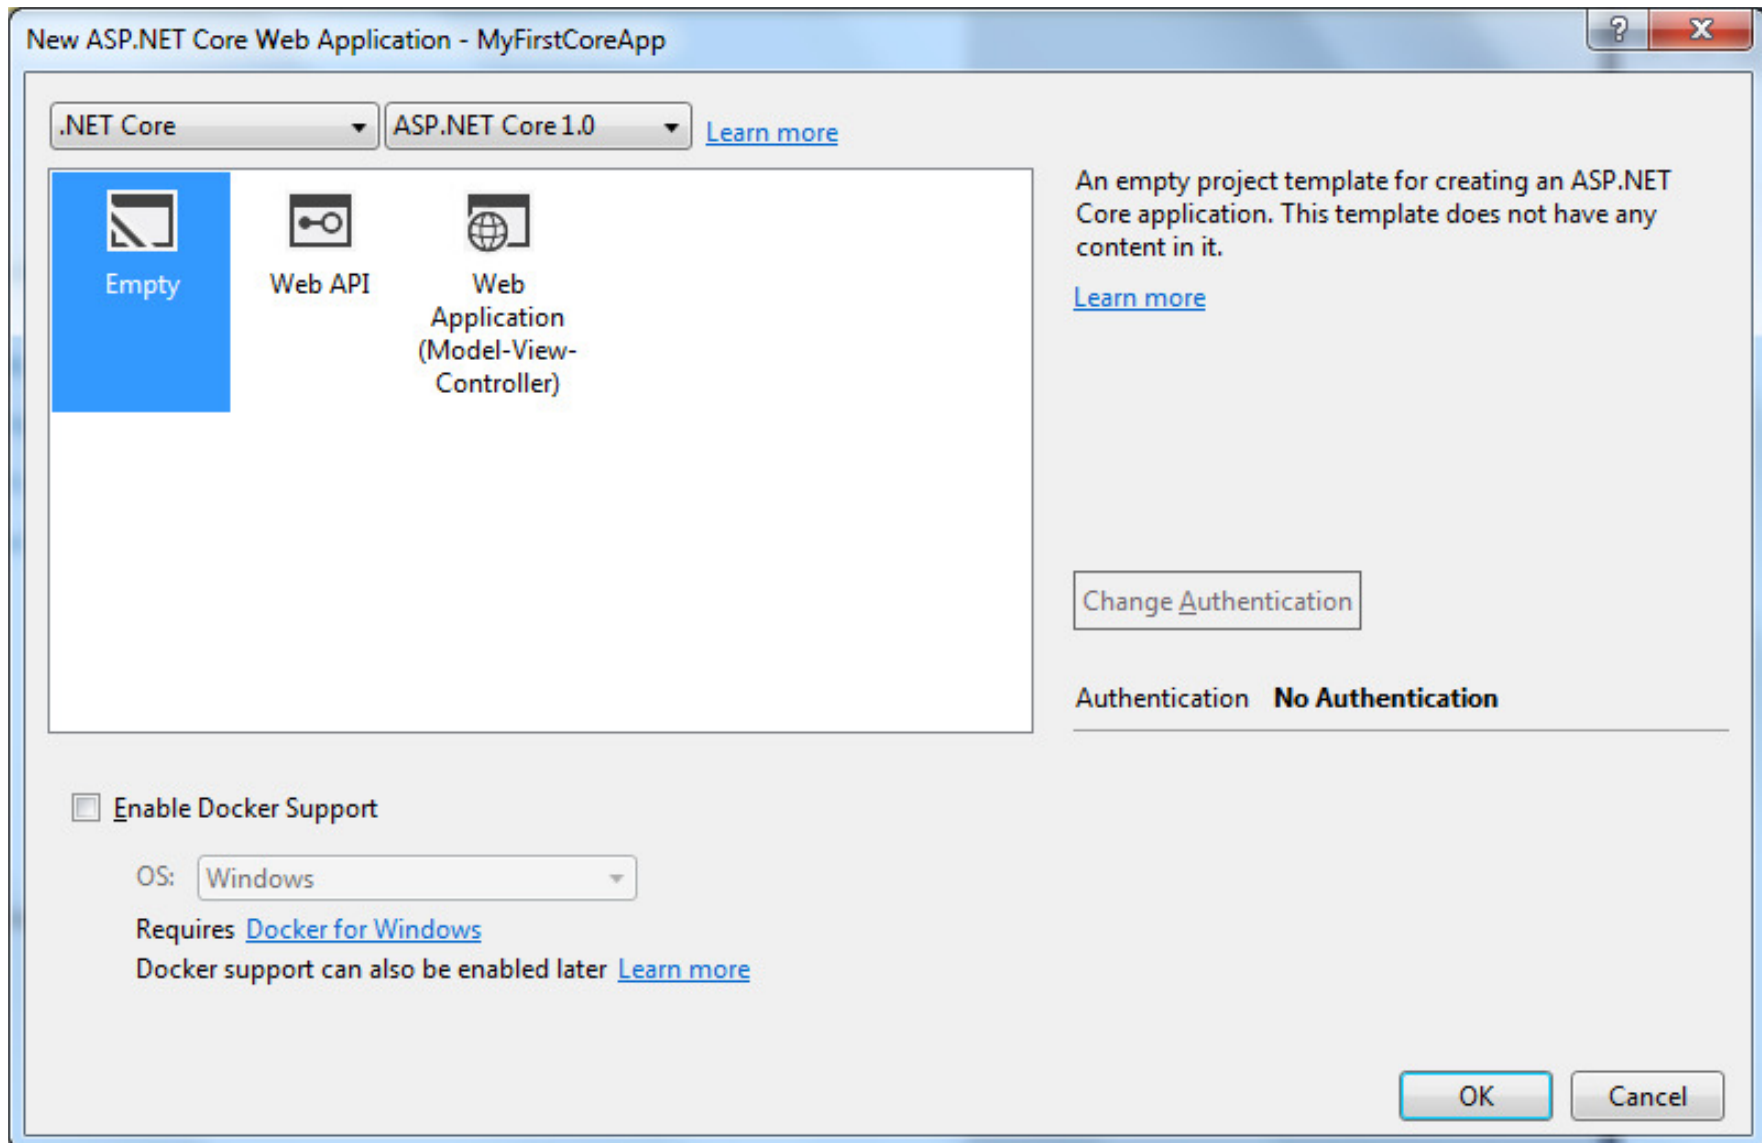 New ASP.NET Core Web Application - MyFirstCoreApp
? X
.NET Core
ASP.NET Core 1.0
Learn more
Empty
Web API
Web
Application
(Model-View-
Controller)
An empty project template for creating an ASP.NET
Core application. This template does not have any
content in it.
Learn more
Change Authentication
Authentication No Authentication
Enable Docker Support
OS: Windows
Requires Docker for Windows
Docker support can also be enabled later Learn more
OK
Cancel